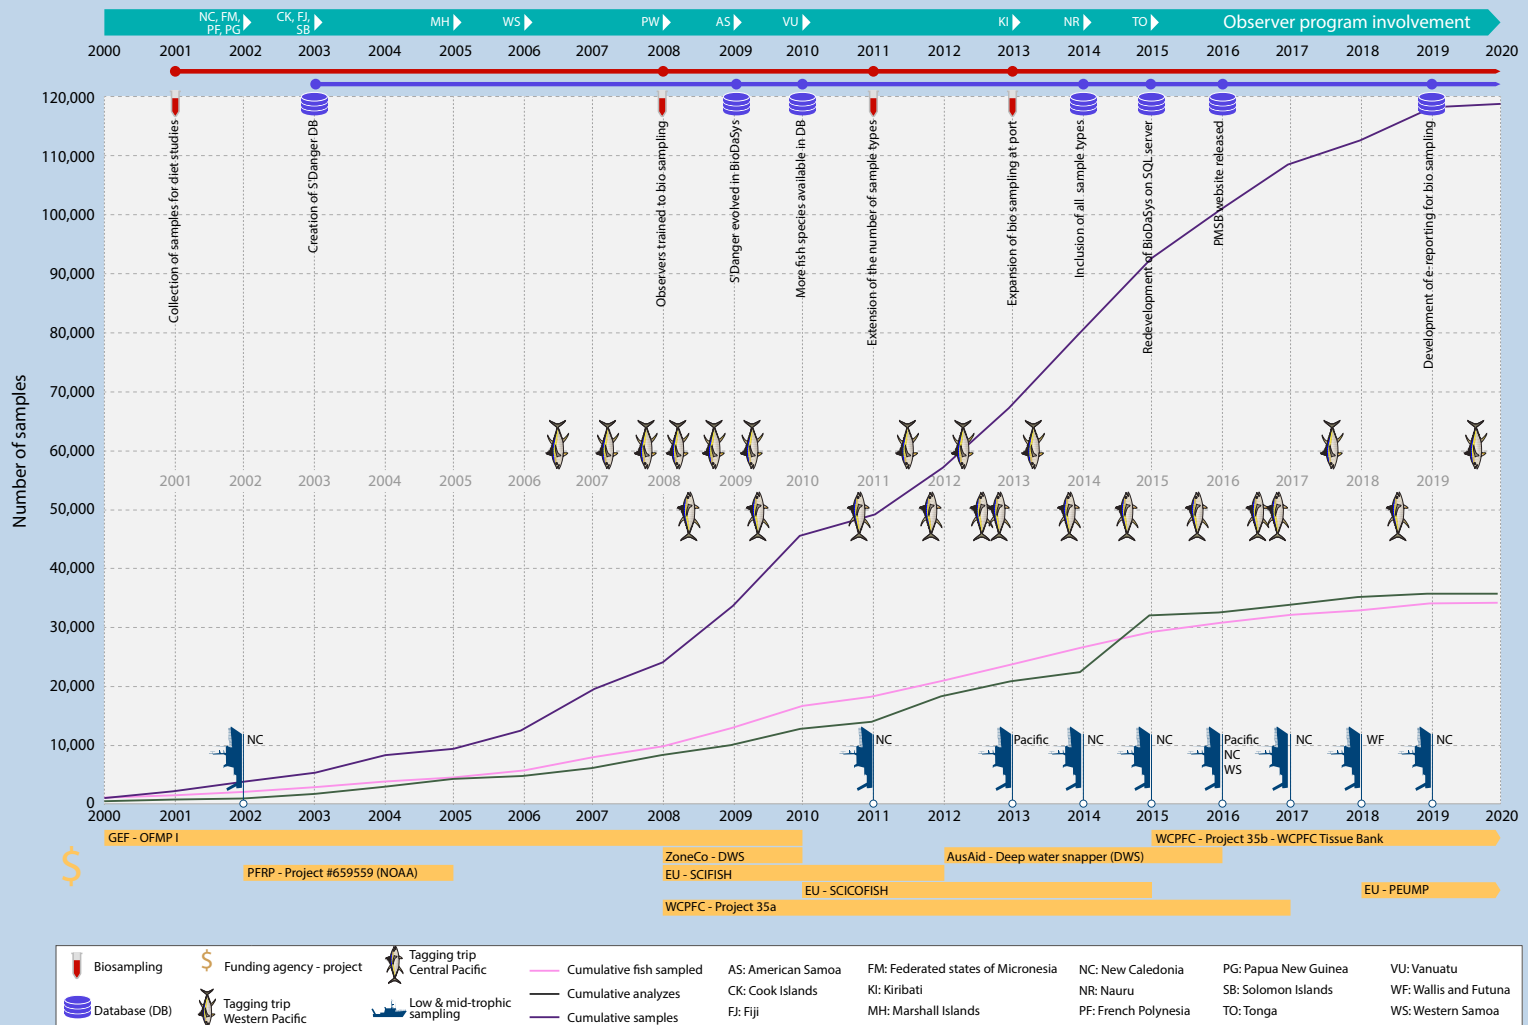 NC, FM,
PF, PG
CK, FJ,
SB
MH
WS
PW
AS
VU
KI
NR
TO
Observer program involvement
2000 2001 2002 2003 2004 2005 2006 2007 2008 2009 2010 2011 2012 2013 2014 2015 2016 2017 2018 2019 2020
Number of samples
120,000
110,000
100,000
90,000
80,000
70,000
60,000
50,000
40,000
30,000
20,000
10,000
0
Collection of samples for diet studies
Creation of S'Danger DB
Observers trained to bio sampling
S'Danger evolved in BioDaSys
More fish species available in DB
Extension of the number of sample types
Expansion of bio sampling at port
Inclusion of all sample types
Redevelopment of BioDaSys on SQL server
PMSB website released
Development of e-reporting for bio sampling
2001 2002 2003 2004 2005 2006 2007 2008 2009 2010 2011 2012 2013 2014 2015 2016 2017 2018 2019
NC
NC
Pacific
NC
NC
Pacific
NC
WS
NC
WF
NC
2000 2001 2002 2003 2004 2005 2006 2007 2008 2009 2010 2011 2012 2013 2014 2015 2016 2017 2018 2019 2020
$
GEF - OFMP I
WCPFC - Project 35b - WCPFC Tissue Bank
ZoneCo - DWS
AusAid - Deep water snapper (DWS)
PFRP - Project #659559 (NOAA)
EU - SCIFISH
EU - SCICOFISH
EU - PEUMP
WCPFC - Project 35a
Biosampling
Database (DB)
$
Funding agency - project
Tagging trip
Western Pacific
Tagging trip
Central Pacific
Low & mid-trophic
sampling
Cumulative fish sampled
Cumulative analyzes
Cumulative samples
AS: American Samoa
CK: Cook Islands
FJ: Fiji
FM: Federated states of Micronesia
KI: Kiribati
MH: Marshall Islands
NC: New Caledonia
NR: Nauru
PF: French Polynesia
PG: Papua New Guinea
SB: Solomon Islands
TO: Tonga
VU: Vanuatu
WF: Wallis and Futuna
WS: Western Samoa